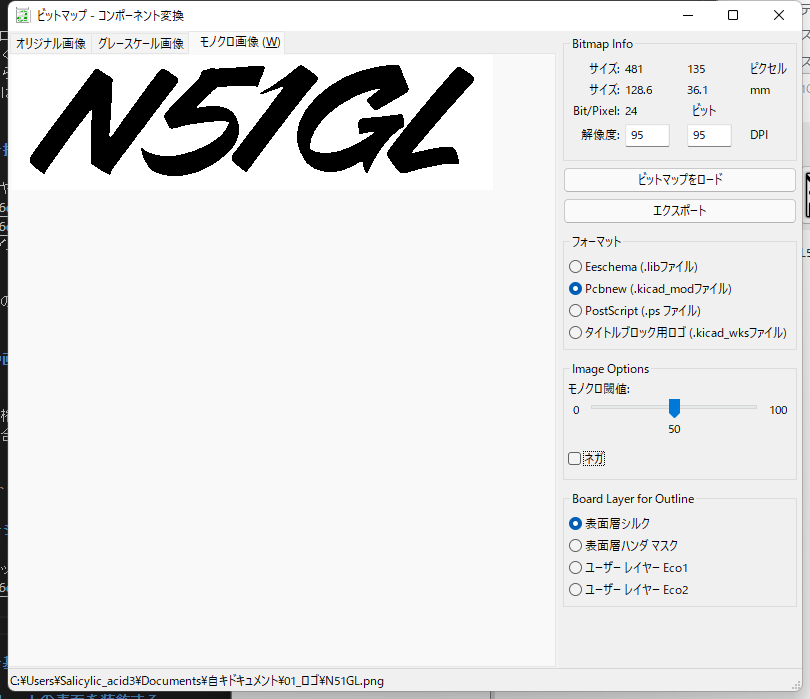 ビットマップ - コンポーネント変換
オリジナル画像 グレースケール画像 モノクロ画像 (W)
N51GL
Bitmap Info
サイズ: 481 135 ピクセル
サイズ: 128.6 36.1 mm
Bit/Pixel: 24 ビット
解像度: 95 95 DPI
ビットマップをロード
エクスポート
フォーマット
Eeschema (.libファイル)
Pcbnew (.kicad_modファイル)
PostScript (.ps ファイル)
タイトルブロック用ロゴ (.kicad_wksファイル)
Image Options
モノクロ閾値:
0 100
50
ネガ
Board Layer for Outline
表面層シルク
表面層ハンダ マスク
ユーザー レイヤー Eco1
ユーザー レイヤー Eco2
C:¥Users¥Salicylic_acid3¥Documents¥自キドキュメント¥01_ロゴ¥N51GL.png